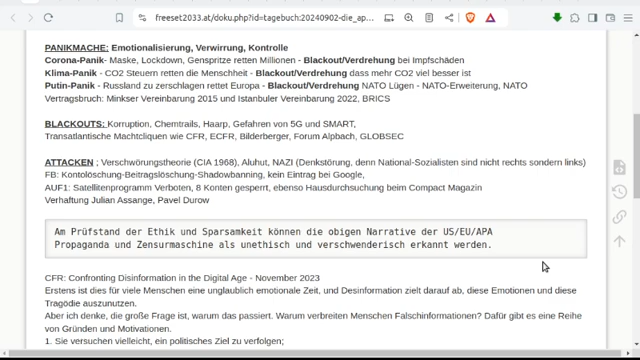 freeset2033.at/doku.php?id=tagebuch:20240902-die_ap...
PANIKMACHE: Emotionalisierung, Verwirrung, Kontrolle
Corona-Panik- Maske, Lockdown, Genspritze retten Millionen - Blackout/Verdrehung bei Impfschäden
Klima-Panik - CO2 Steuern retten die Menschheit - Blackout/Verdrehung dass mehr CO2 viel besser ist
Putin-Panik - Russland zu zerschlagen rettet Europa - Blackout/Verdrehung NATO Lügen - NATO-Erweiterung, NATO
Vertragsbruch: Minkser Vereinbarung 2015 und Istanbuler Vereinbarung 2022, BRICS
BLACKOUTS: Korruption, Chemtrails, Haarp, Gefahren von 5G und SMART,
Transatlantische Machtcliquen wie CFR, ECFR, Bilderberger, Forum Alpbach, GLOBSEC
ATTACKEN ; Verschwörungstheorie (CIA 1968), Aluhut, NAZI (Denkstörung, denn National-Sozialisten sind nicht rechts sondern links)
FB: Kontolöschung-Beitragslöschung-Shadowbanning, kein Eintrag bei Google,
AUF1: Satellitenprogramm Verboten, 8 Konten gesperrt, ebenso Hausdurchsuchung beim Compact Magazin
Verhaftung Julian Assange, Pavel Durow
Am Prüfstand der Ethik und Sparsamkeit können die obigen Narrative der US/EU/APA
Propaganda und Zensurmaschine als unethisch und verschwenderisch erkannt werden.
CFR: Confronting Disinformation in the Digital Age - November 2023
Erstens ist dies für viele Menschen eine unglaublich emotionale Zeit, und Desinformation zielt darauf ab, diese Emotionen und diese
Tragödie auszunutzen.
Aber ich denke, die große Frage ist, warum das passiert. Warum verbreiten Menschen Falschinformationen? Dafür gibt es eine Reihe
von Gründen und Motivationen.
1. Sie versuchen vielleicht, ein politisches Ziel zu verfolgen;